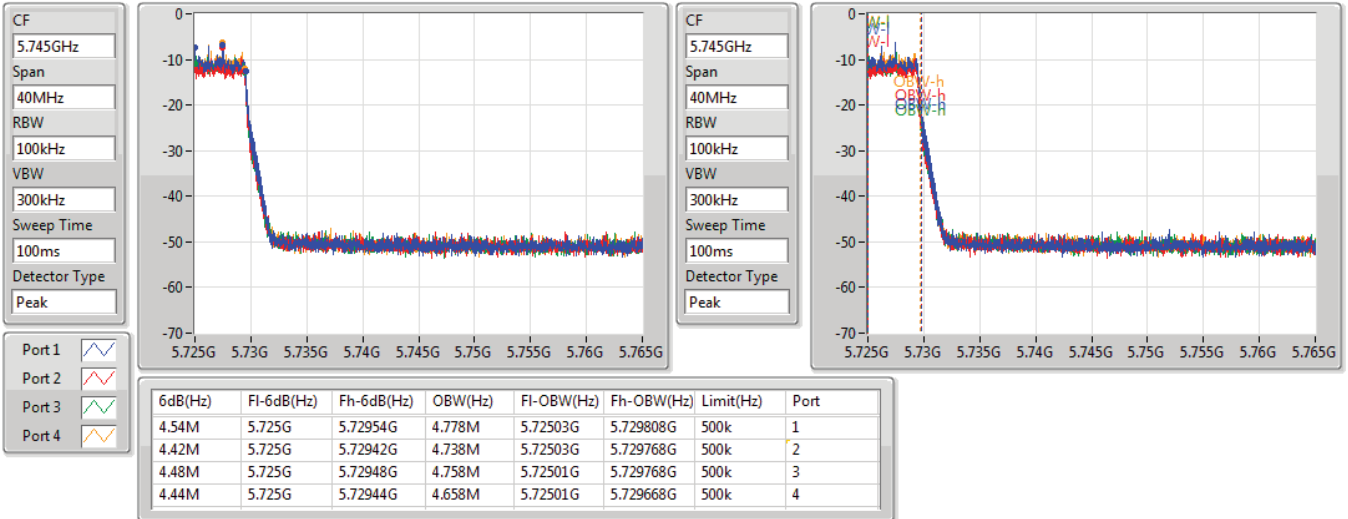 CF
5.745GHz
Span
40MHz
RBW
100kHz
VBW
300kHz
Sweep Time
100ms
Detector Type
Peak
0
-10
-20
-30
-40
-50
-60
-70
5.725G 5.73G 5.735G 5.74G 5.745G 5.75G 5.755G 5.76G 5.765G
CF
5.745GHz
Span
40MHz
RBW
100kHz
VBW
300kHz
Sweep Time
100ms
Detector Type
Peak
0
-10
-20
-30
-40
-50
-60
-70
W-l
W-l
OBW-h
OBW-h
OBW-h
OBW-h
5.725G 5.73G 5.735G 5.74G 5.745G 5.75G 5.755G 5.76G 5.765G
Port 1
Port 2
Port 3
Port 4
6dB(Hz) Fl-6dB(Hz) Fh-6dB(Hz) OBW(Hz) Fl-OBW(Hz) Fh-OBW(Hz) Limit(Hz) Port
4.54M 5.725G 5.72954G 4.778M 5.72503G 5.729808G 500k 1
4.42M 5.725G 5.72942G 4.738M 5.72503G 5.729768G 500k 2
4.48M 5.725G 5.72948G 4.758M 5.72501G 5.729768G 500k 3
4.44M 5.725G 5.72944G 4.658M 5.72501G 5.729668G 500k 4